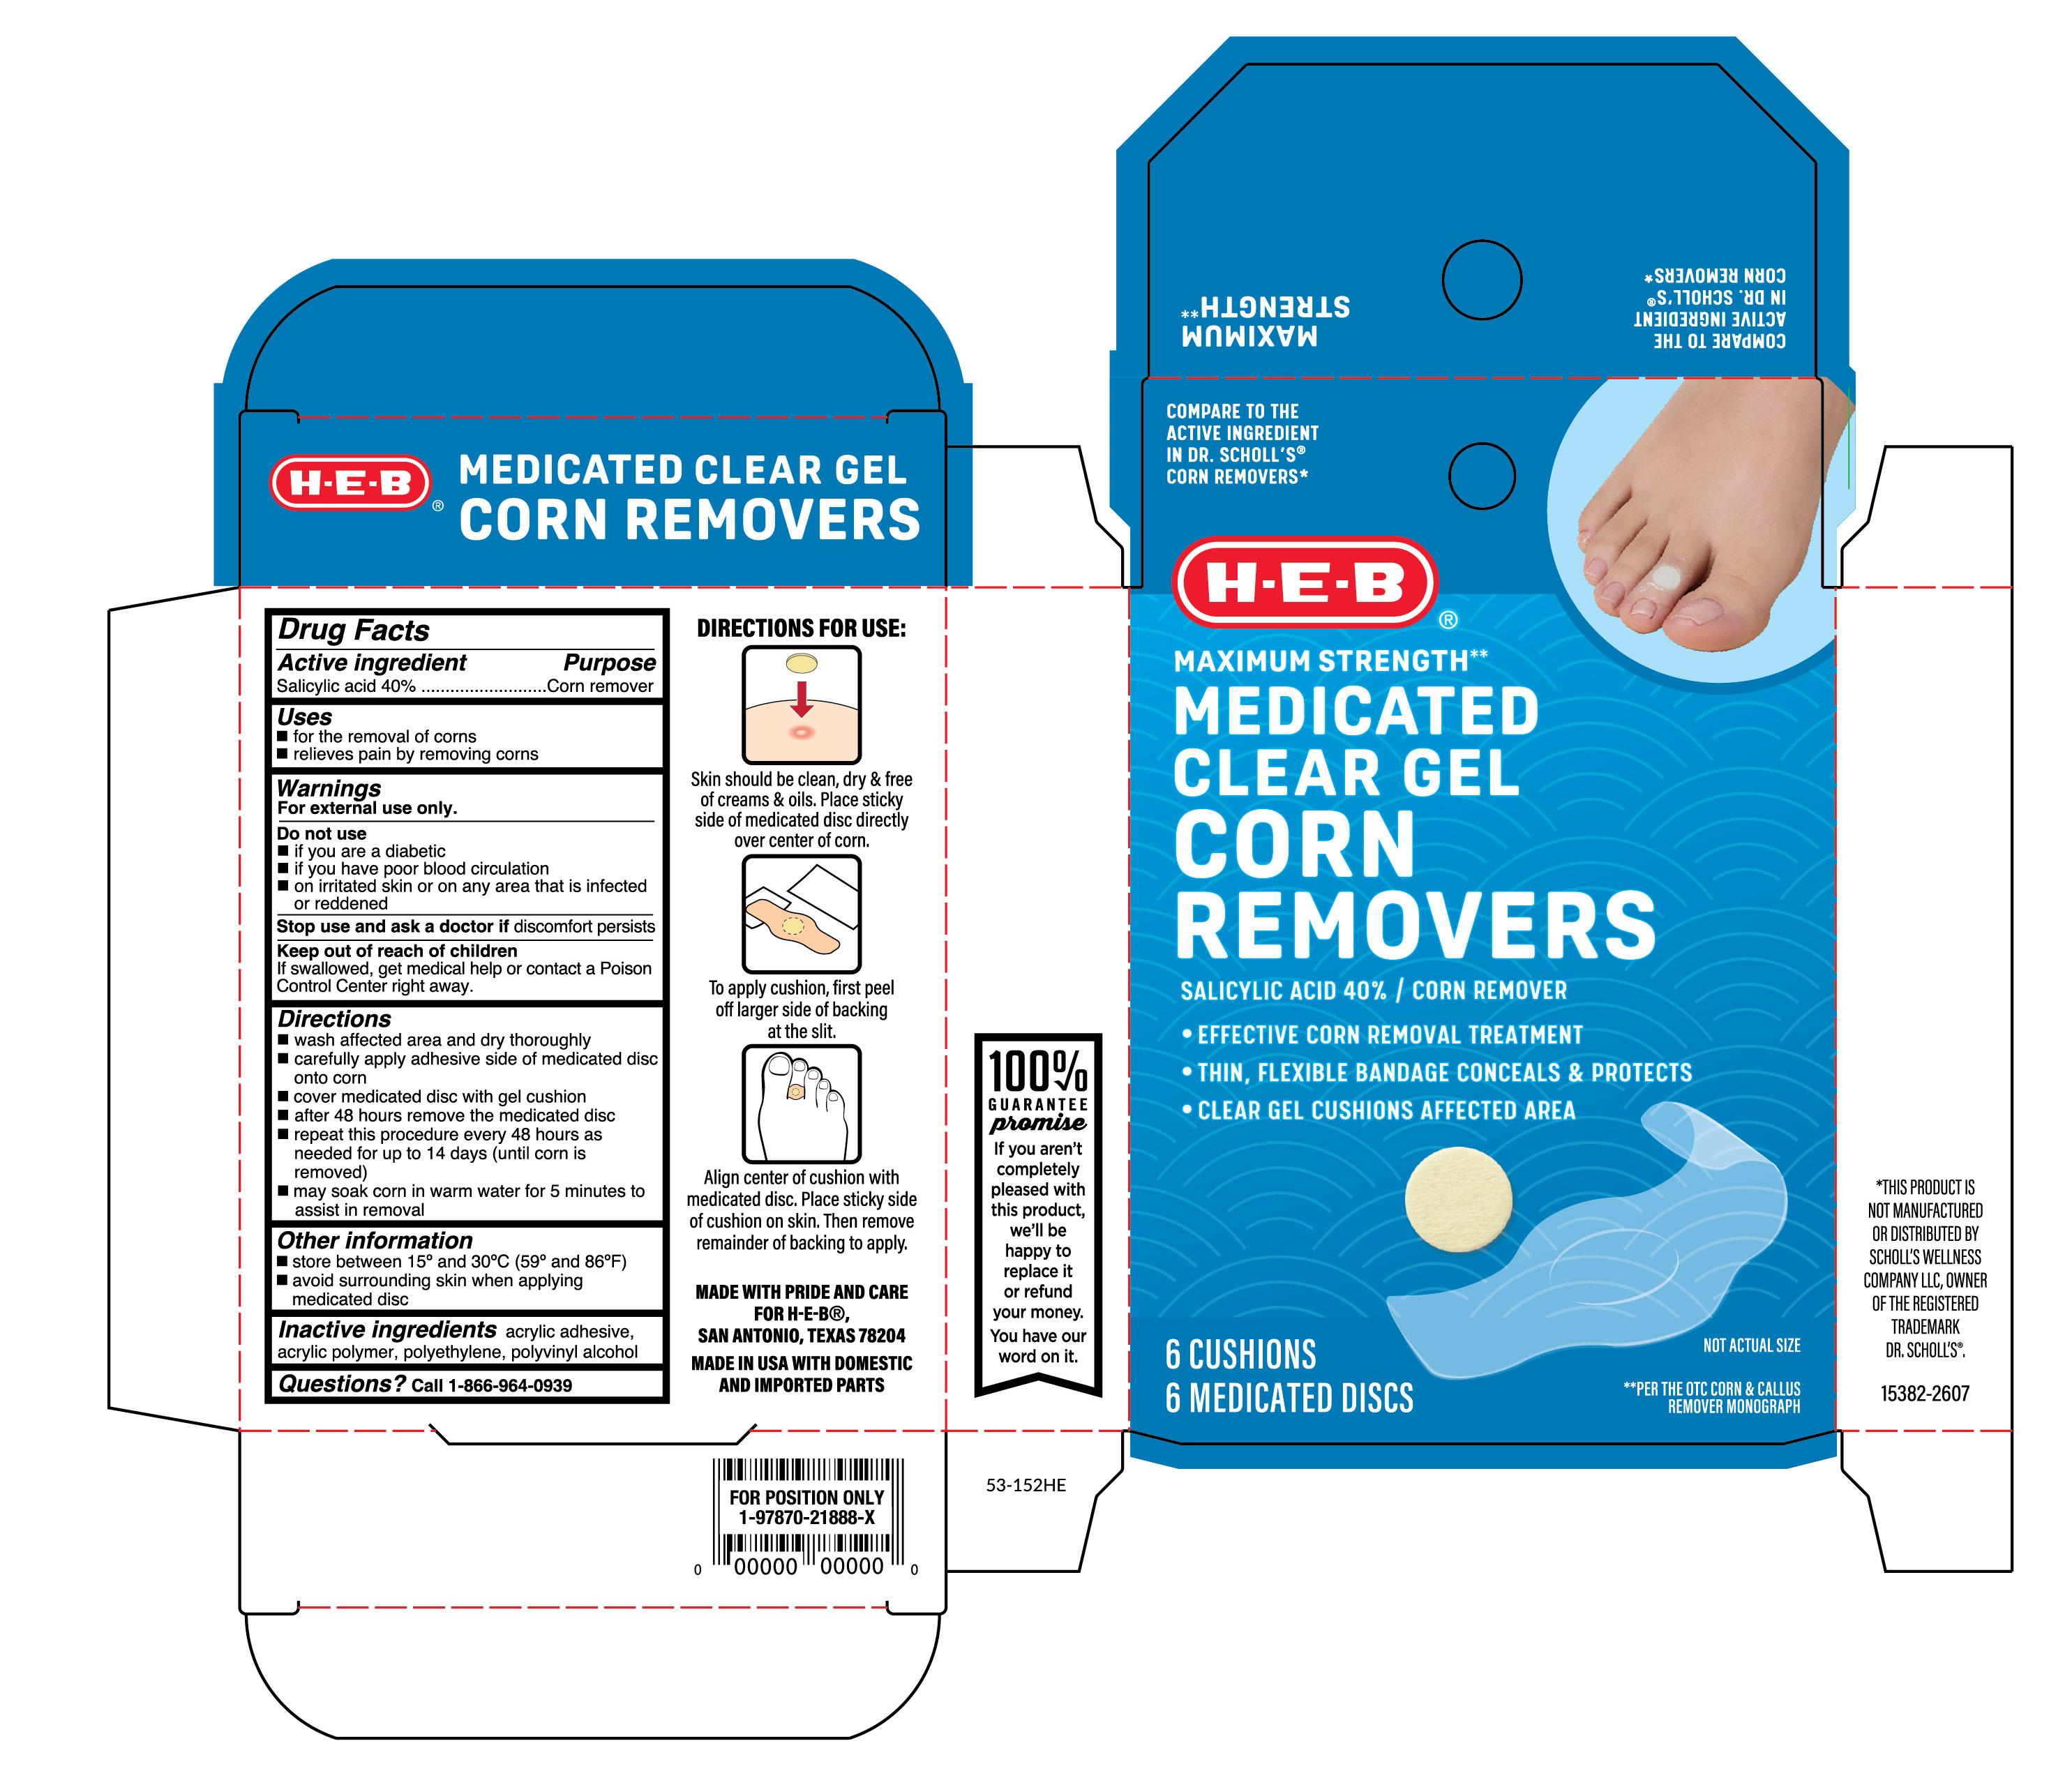 MAXIMUM
STRENGTH**
COMPARE TO THE
ACTIVE INGREDIENT
IN DR. SCHOLL'S®
CORN REMOVERS*
H-E-B®
MEDICATED CLEAR GEL
CORN REMOVERS
Drug Facts
Active ingredient Purpose
Salicylic acid 40% ...........................Corn remover
Uses
■ for the removal of corns
■ relieves pain by removing corns
Warnings
For external use only.
Do not use
■ if you are a diabetic
■ if you have poor blood circulation
■ on irritated skin or on any area that is infected
or reddened
Stop use and ask a doctor if discomfort persists
Keep out of reach of children
If swallowed, get medical help or contact a Poison
Control Center right away.
Directions
■ wash affected area and dry thoroughly
■ carefully apply adhesive side of medicated disc
onto corn
■ cover medicated disc with gel cushion
■ after 48 hours remove the medicated disc
■ repeat this procedure every 48 hours as
needed for up to 14 days (until corn is
removed)
■ may soak corn in warm water for 5 minutes to
assist in removal
Other information
■ store between 15º and 30ºC (59º and 86ºF)
■ avoid surrounding skin when applying
medicated disc
Inactive ingredients acrylic adhesive,
acrylic polymer, polyethylene, polyvinyl alcohol
Questions? Call 1-866-964-0939
DIRECTIONS FOR USE:
Skin should be clean, dry & free
of creams & oils. Place sticky
side of medicated disc directly
over center of corn.
To apply cushion, first peel
off larger side of backing
at the slit.
Align center of cushion with
medicated disc. Place sticky side
of cushion on skin. Then remove
remainder of backing to apply.
MADE WITH PRIDE AND CARE
FOR H-E-B®,
SAN ANTONIO, TEXAS 78204
MADE IN USA WITH DOMESTIC
AND IMPORTED PARTS
FOR POSITION ONLY
1-97870-21888-X
0 00000 00000 0
100%
GUARANTEE
promise
If you aren't
completely
pleased with
this product,
we'll be
happy to
replace it
or refund
your money.
You have our
word on it.
53-152HE
COMPARE TO THE
ACTIVE INGREDIENT
IN DR. SCHOLL'S®
CORN REMOVERS*
H-E-B®
MAXIMUM STRENGTH**
MEDICATED
CLEAR GEL
CORN
REMOVERS
SALICYLIC ACID 40% / CORN REMOVER
• EFFECTIVE CORN REMOVAL TREATMENT
• THIN, FLEXIBLE BANDAGE CONCEALS & PROTECTS
• CLEAR GEL CUSHIONS AFFECTED AREA
6 CUSHIONS
6 MEDICATED DISCS
NOT ACTUAL SIZE
**PER THE OTC CORN & CALLUS
REMOVER MONOGRAPH
*THIS PRODUCT IS
NOT MANUFACTURED
OR DISTRIBUTED BY
SCHOLL'S WELLNESS
COMPANY LLC, OWNER
OF THE REGISTERED
TRADEMARK
DR. SCHOLL'S®.
15382-2607